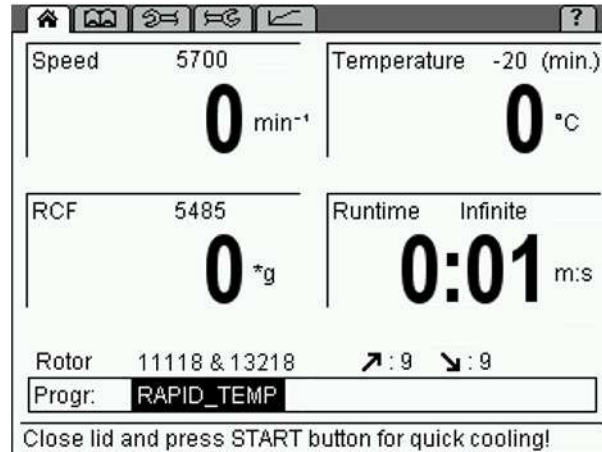 ?
Speed 5700
0 min⁻¹
Temperature -20 (min.)
0 °C
RCF 5485
0 *g
Runtime Infinite
0:01 m:s
Rotor 11118 & 13218 ↗: 9 ↘: 9
Progr: RAPID_TEMP
Close lid and press START button for quick cooling!